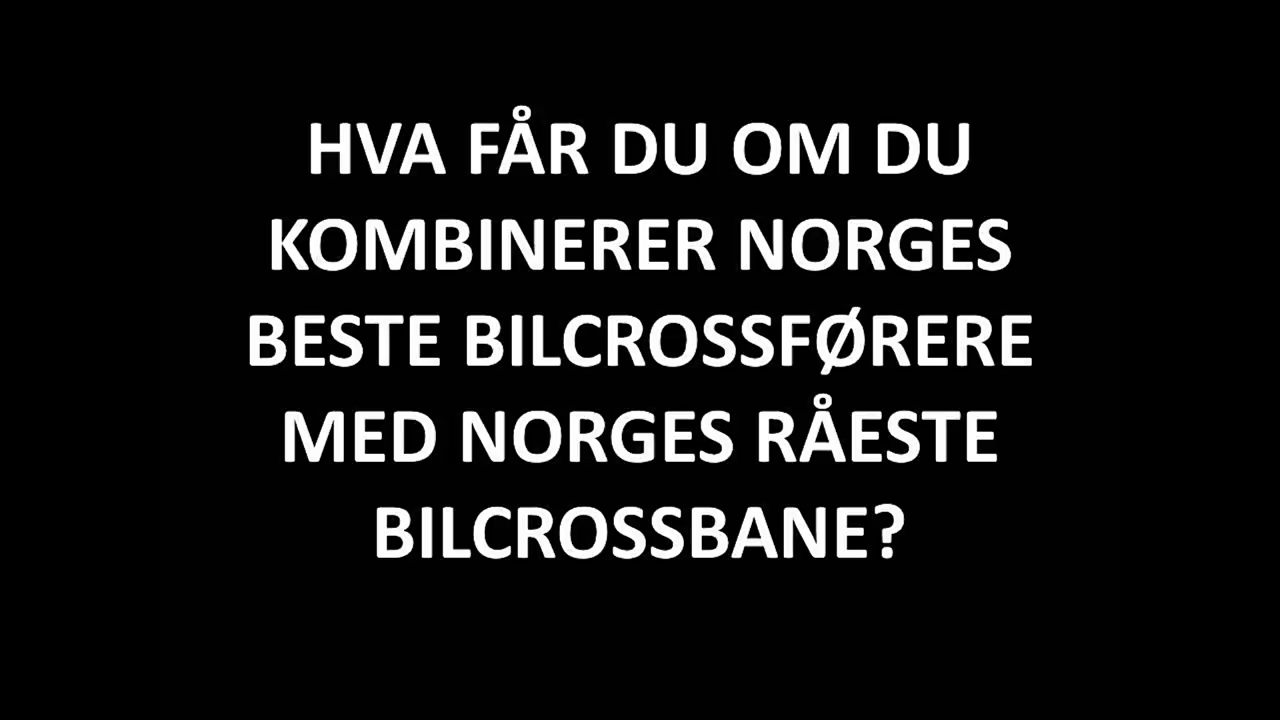 HVA FÅR DU OM DU
KOMBINERER NORGES
BESTE BILCROSSFØRERE
MED NORGES RÅESTE
BILCROSSBANE?